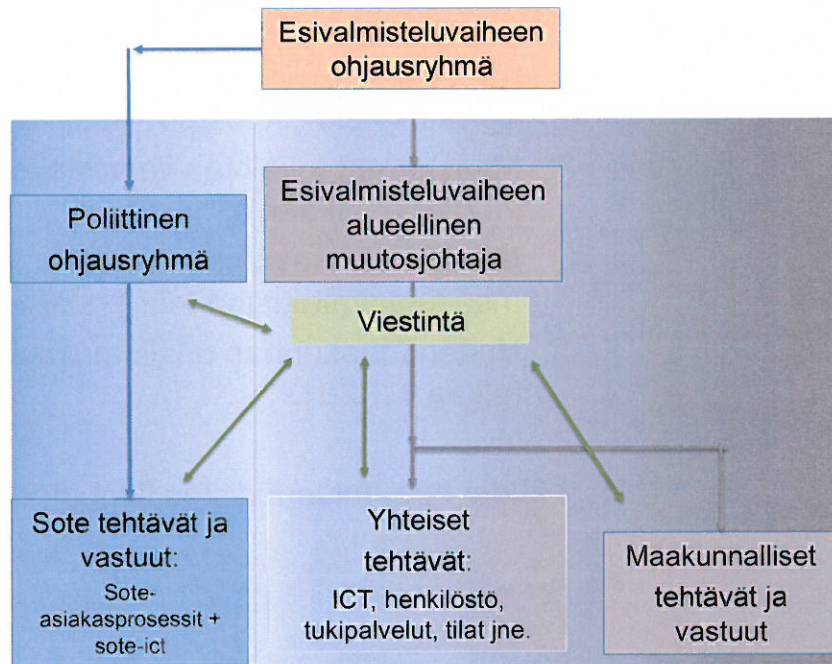 Esivalmisteluvaiheen
ohjausryhmä
Poliittinen
ohjausryhmä
Esivalmisteluvaiheen
alueellinen
muutosjohtaja
Viestintä
Sote tehtävät ja
vastuut:
Sote-
asiakasprosessit +
sote-ict
Yhteiset
tehtävät:
ICT, henkilöstö,
tukipalvelut, tilat jne.
Maakunnalliset
tehtävät ja
vastuut